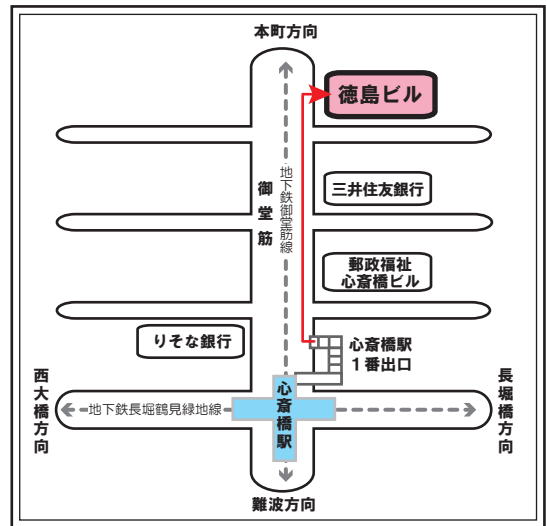 本町方向
徳島ビル
三井住友銀行
御堂筋
地下鉄御堂筋線
郵政福祉
心斎橋ビル
りそな銀行
心斎橋駅
1番出口
西大橋方向
地下鉄長堀鶴見緑地線
心斎橋駅
長堀橋方向
難波方向